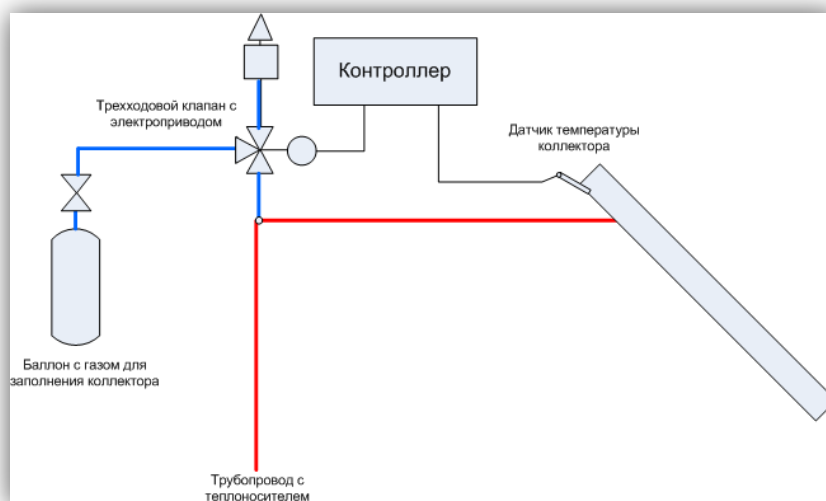 Контроллер
Трехходовой клапан с
электроприводом
Датчик температуры
коллектора
Баллон с газом для
заполнения коллектора
Трубопровод с
теплоносителем